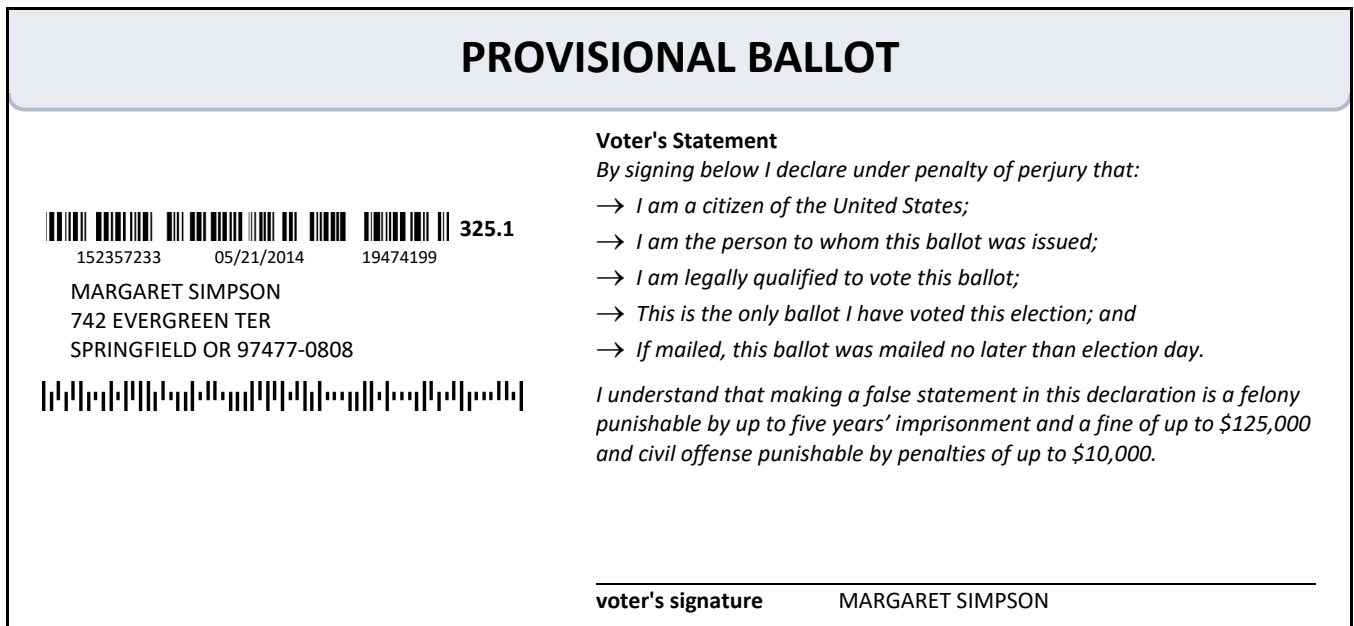 PROVISIONAL BALLOT
325.1
152357233 05/21/2014 19474199
MARGARET SIMPSON
742 EVERGREEN TER
SPRINGFIELD OR 97477-0808
Voter's Statement
By signing below I declare under penalty of perjury that:
→ I am a citizen of the United States;
→ I am the person to whom this ballot was issued;
→ I am legally qualified to vote this ballot;
→ This is the only ballot I have voted this election; and
→ If mailed, this ballot was mailed no later than election day.
I understand that making a false statement in this declaration is a felony
punishable by up to five years’ imprisonment and a fine of up to $125,000
and civil offense punishable by penalties of up to $10,000.
voter's signature MARGARET SIMPSON